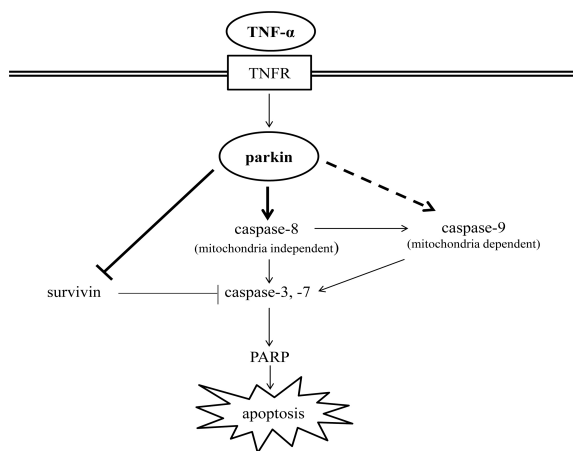 TNF-α
TNFR
parkin
caspase-8
(mitochondria independent)
caspase-9
(mitochondria dependent)
survivin
caspase-3, -7
PARP
apoptosis